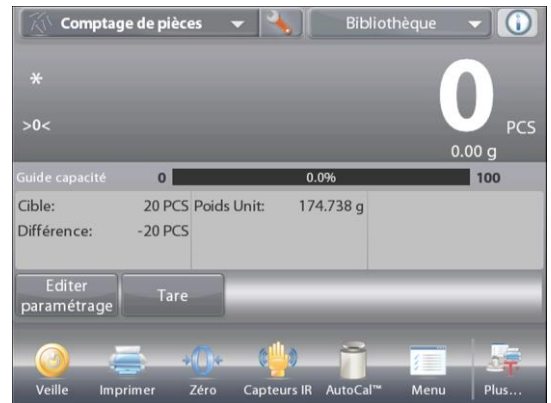 Comptage de pièces Bibliothèque
*
0
>0<
PCS
0.00 g
Guide capacité 0 0.0% 100
Cible: 20 PCS Poids Unit: 174.738 g
Différence: -20 PCS
Editer
paramétrage
Tare
Veille Imprimer Zéro Capteurs IR AutoCal™ Menu Plus...